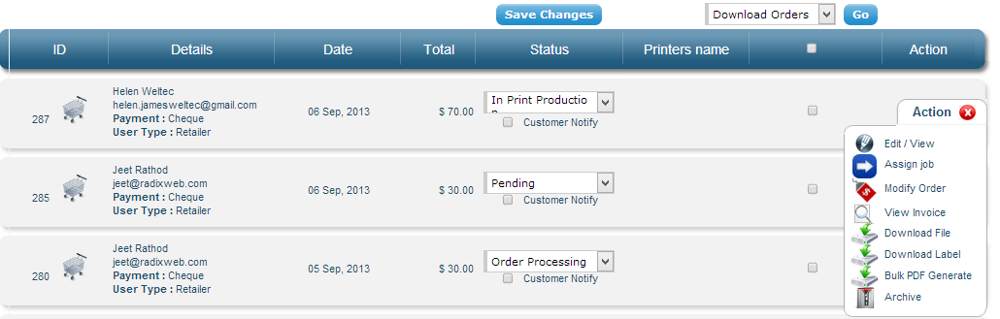 Save Changes
Download Orders
Go
ID
Details
Date
Total
Status
Printers name
Action
287
Helen Weltec
helen.jamesweltec@gmail.com
Payment : Cheque
User Type : Retailer
06 Sep, 2013
$ 70.00
In Print Productio
n
Customer Notify
285
Jeet Rathod
jeet@radixweb.com
Payment : Cheque
User Type : Retailer
06 Sep, 2013
$ 30.00
Pending
Customer Notify
280
Jeet Rathod
jeet@radixweb.com
Payment : Cheque
User Type : Retailer
05 Sep, 2013
$ 30.00
Order Processing
Customer Notify
Action
Edit / View
Assign job
Modify Order
View Invoice
Download File
Download Label
Bulk PDF Generate
Archive